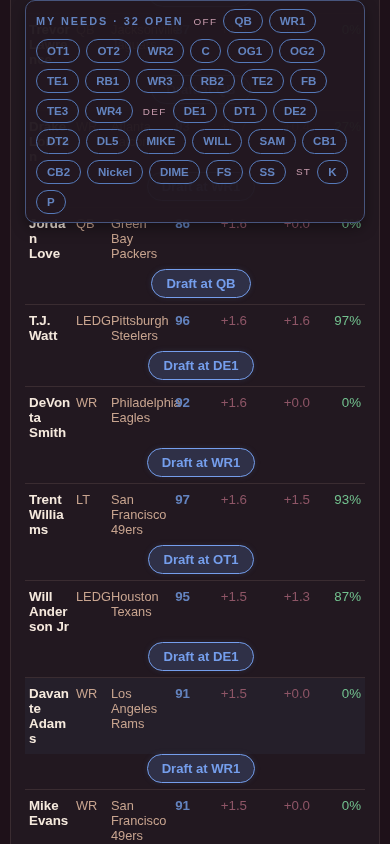 MY NEEDS · 32 OPEN OFF QB WR1
OT1 OT2 WR2 C OG1 OG2
TE1 RB1 WR3 RB2 TE2 FB
TE3 WR4 DEF DE1 DT1 DE2
DT2 DL5 MIKE WILL SAM CB1
CB2 Nickel DIME FS SS ST K
P
Jorda QB Green 86 +1.6 +0.0 0%
n Bay
Love Packers
Draft at QB
T.J. LEDG Pittsburgh 96 +1.6 +1.6 97%
Watt Steelers
Draft at DE1
DeVon WR Philadelphia 92 +1.6 +0.0 0%
ta Eagles
Smith
Draft at WR1
Trent LT San 97 +1.6 +1.5 93%
Willia Francisco
ms 49ers
Draft at OT1
Will LEDG Houston 95 +1.5 +1.3 87%
Ander Texans
son Jr
Draft at DE1
Davan WR Los 91 +1.5 +0.0 0%
te Angeles
Adam Rams
s
Draft at WR1
Mike WR San 91 +1.5 +0.0 0%
Evans Francisco
49ers